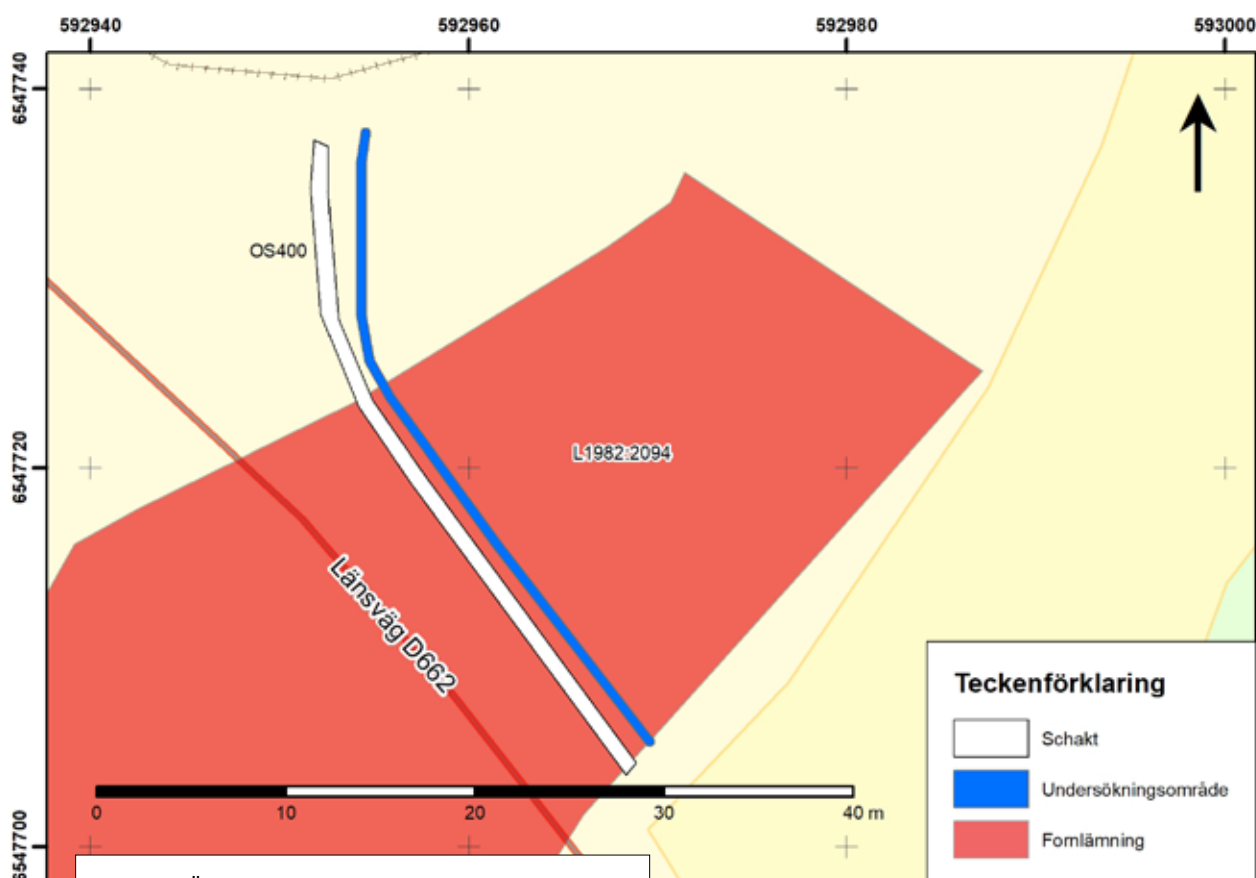 592940
592960
592980
593000
6547740
OS400
6547720
L1982:2094
Länsväg D662
Teckenförklaring
Schakt
Undersökningsområde
Fornlämning
0
10
20
30
40 m
6547700